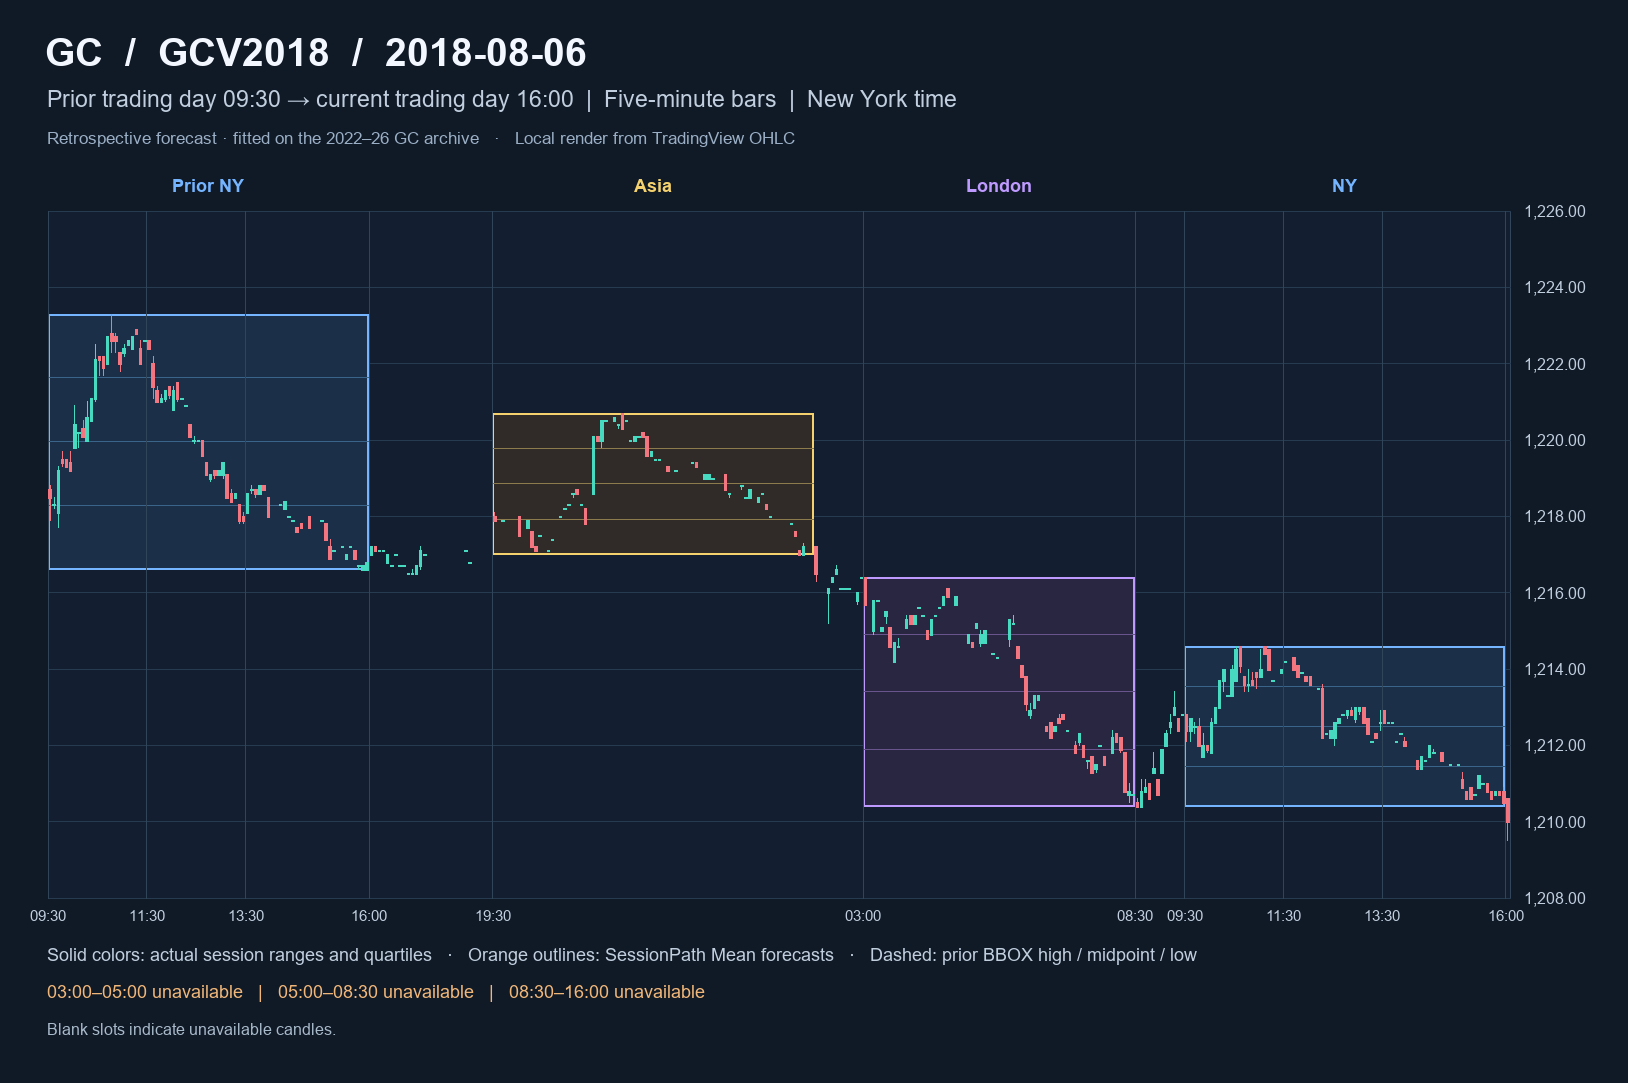 GC / GCV2018 / 2018-08-06
Prior trading day 09:30 → current trading day 16:00 | Five-minute bars | New York time
Retrospective forecast · fitted on the 2022–26 GC archive · Local render from TradingView OHLC
Prior NY Asia London NY
1,226.00
1,224.00
1,222.00
1,220.00
1,218.00
1,216.00
1,214.00
1,212.00
1,210.00
1,208.00
09:30 11:30 13:30 16:00 19:30 03:00 08:30 09:30 11:30 13:30 16:00
Solid colors: actual session ranges and quartiles · Orange outlines: SessionPath Mean forecasts · Dashed: prior BBOX high / midpoint / low
03:00–05:00 unavailable | 05:00–08:30 unavailable | 08:30–16:00 unavailable
Blank slots indicate unavailable candles.